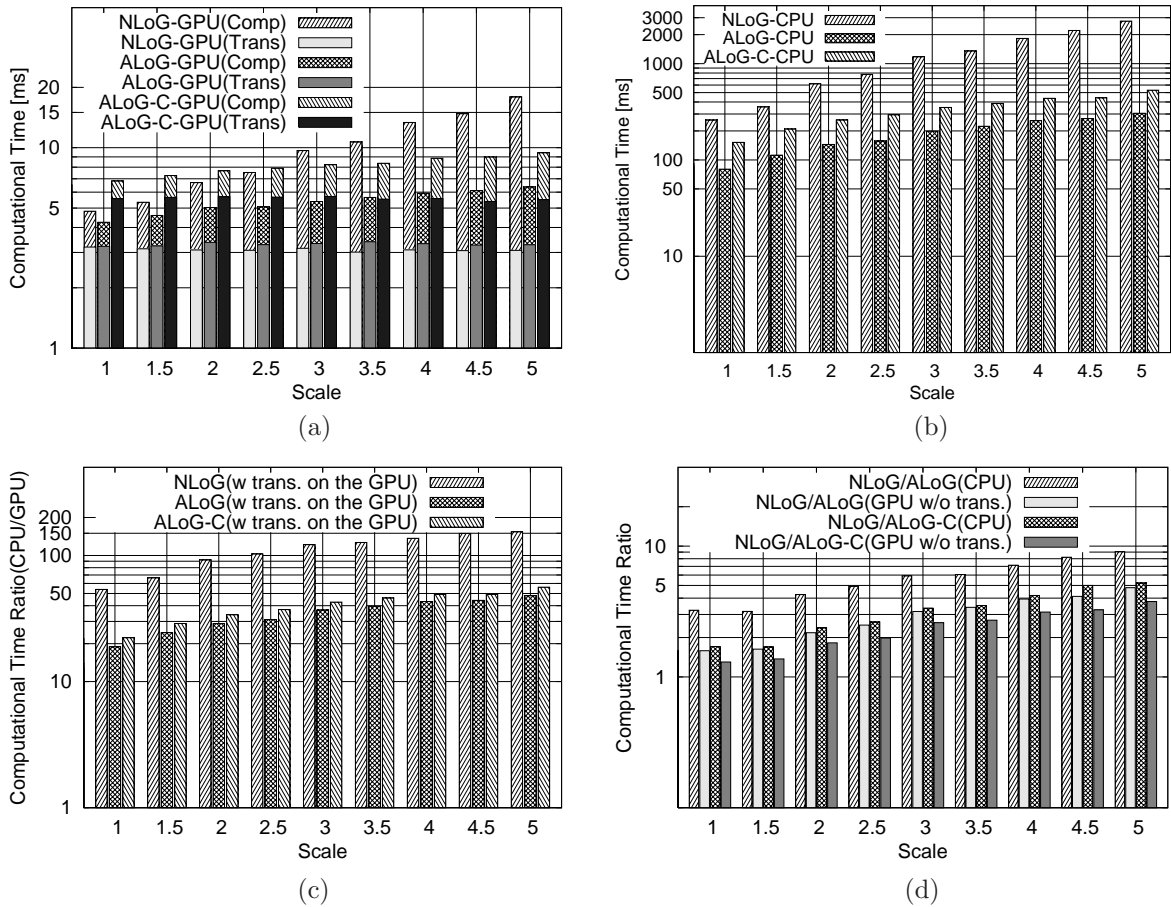 NLoG-GPU(Comp)
NLoG-GPU(Trans)
ALoG-GPU(Comp)
ALoG-GPU(Trans)
ALoG-C-GPU(Comp)
ALoG-C-GPU(Trans)
Computational Time [ms]
20
15
10
5
1
1 1.5 2 2.5 3 3.5 4 4.5 5
Scale
(a)
NLoG-CPU
ALoG-CPU
ALoG-C-CPU
Computational Time [ms]
3000
2000
1000
500
100
50
10
1 1.5 2 2.5 3 3.5 4 4.5 5
Scale
(b)
NLoG(w trans. on the GPU)
ALoG(w trans. on the GPU)
ALoG-C(w trans. on the GPU)
Computational Time Ratio(CPU/GPU)
200
150
100
50
10
1
1 1.5 2 2.5 3 3.5 4 4.5 5
Scale
(c)
NLoG/ALoG(CPU)
NLoG/ALoG(GPU w/o trans.)
NLoG/ALoG-C(CPU)
NLoG/ALoG-C(GPU w/o trans.)
Computational Time Ratio
10
5
1
1 1.5 2 2.5 3 3.5 4 4.5 5
Scale
(d)